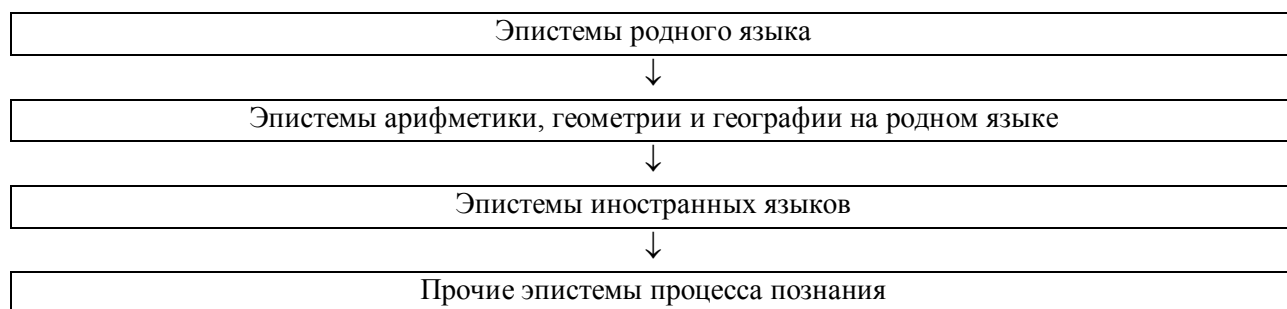 Эпистемы родного языка
↓
Эпистемы арифметики, геометрии и географии на родном языке
↓
Эпистемы иностранных языков
↓
Прочие эпистемы процесса познания